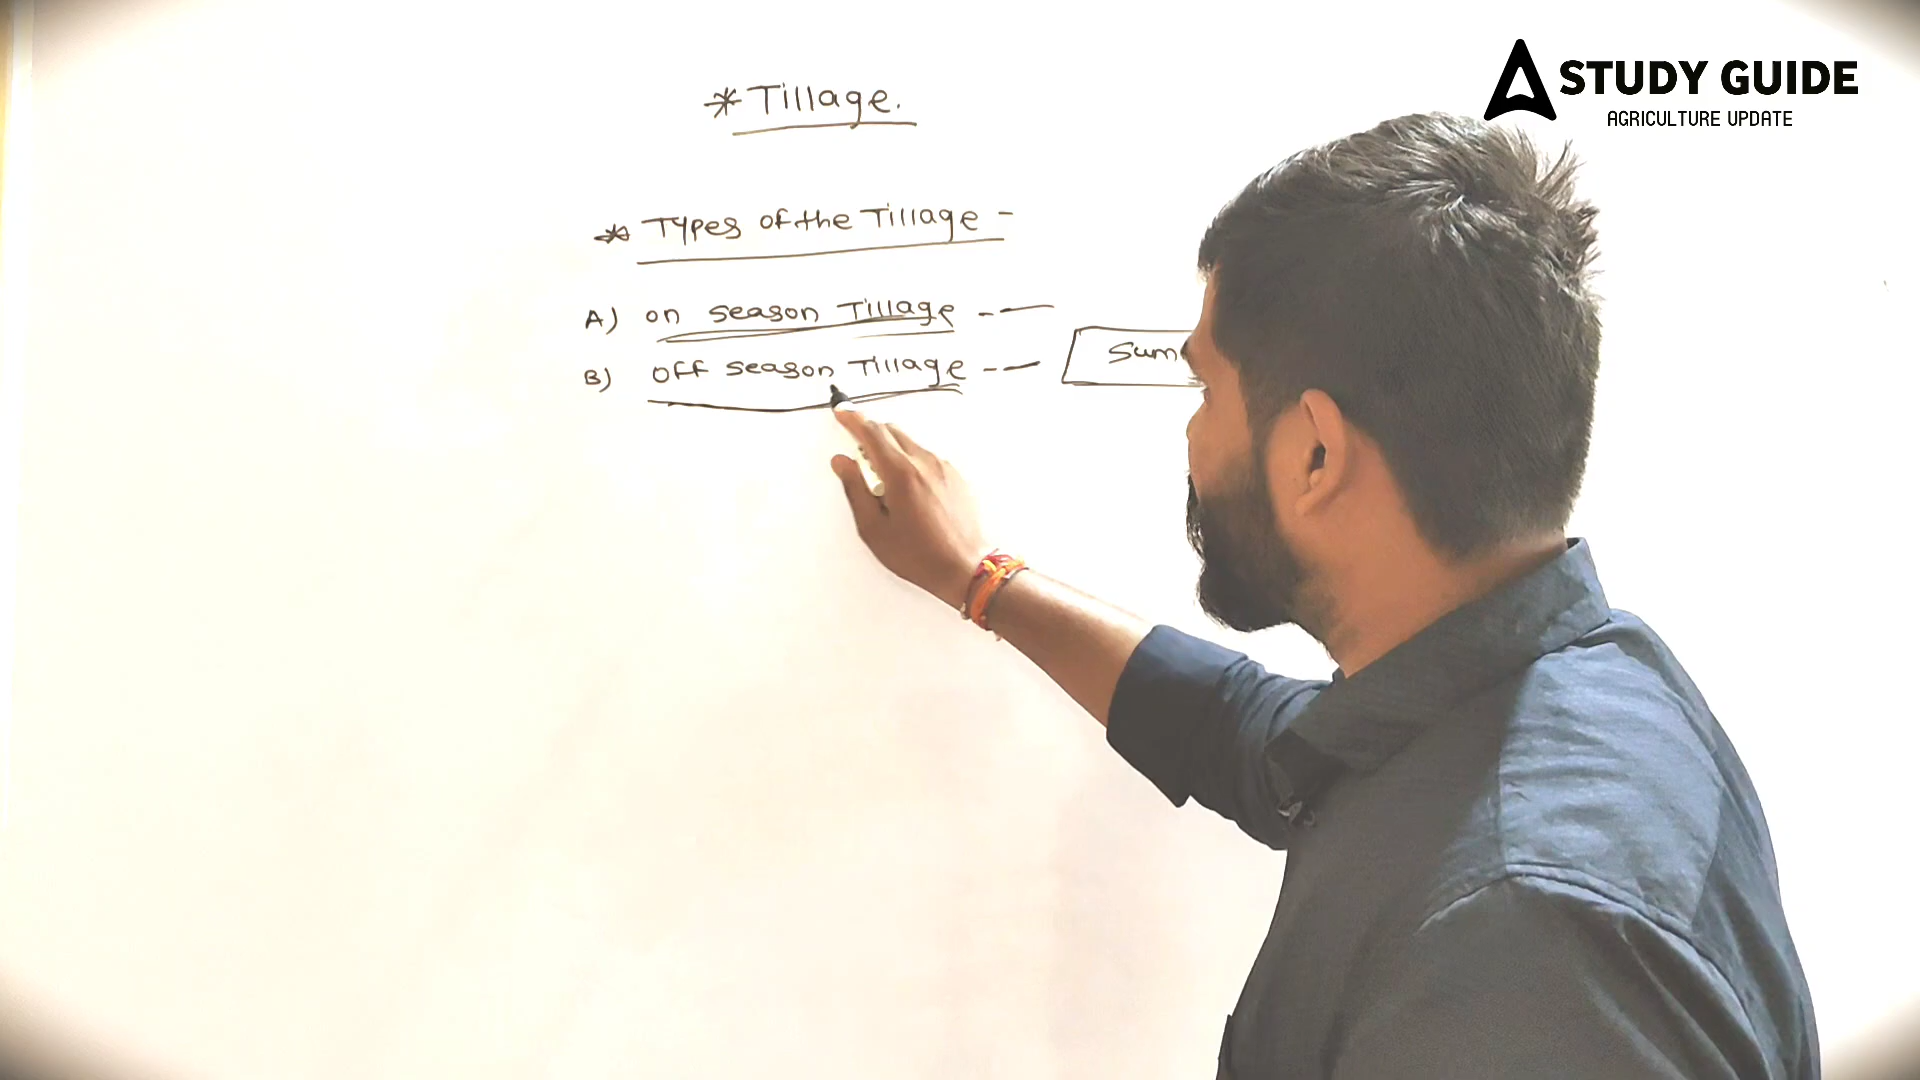 * Tillage.
* Types of the Tillage -
A) on season Tillage - —
B) off season Tillage - —
STUDY GUIDE
AGRICULTURE UPDATE